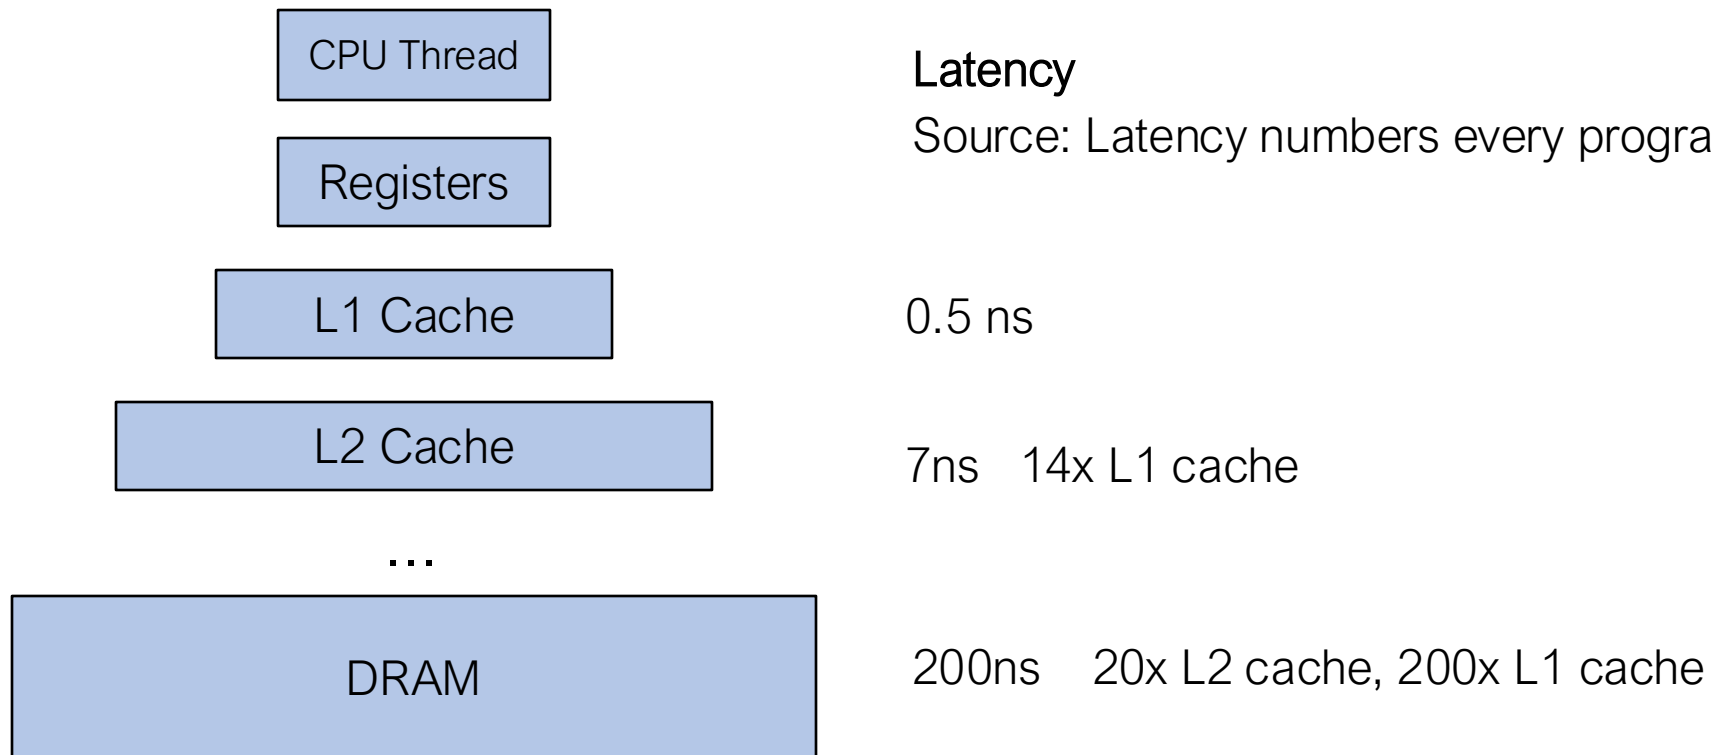 CPU Thread
Latency
Source: Latency numbers every progra
Registers
L1 Cache
0.5 ns
L2 Cache
7ns 14x L1 cache
...
DRAM
200ns 20x L2 cache, 200x L1 cache